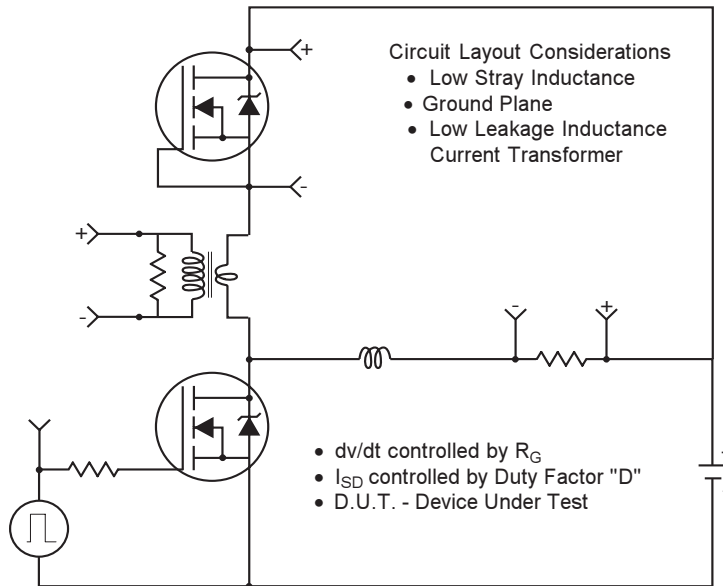 +
Circuit Layout Considerations
• Low Stray Inductance
• Ground Plane
• Low Leakage Inductance
Current Transformer
-
+
-
-
+
• dv/dt controlled by RG
• ISD controlled by Duty Factor "D"
• D.U.T. - Device Under Test